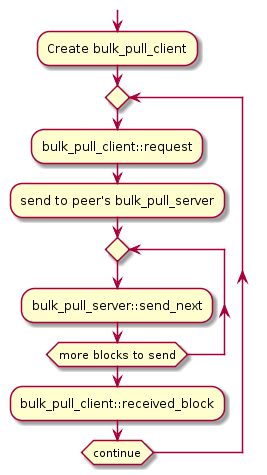 Create bulk_pull_client
bulk_pull_client::request
send to peer's bulk_pull_server
bulk_pull_server::send_next
more blocks to send
bulk_pull_client::received_block
continue